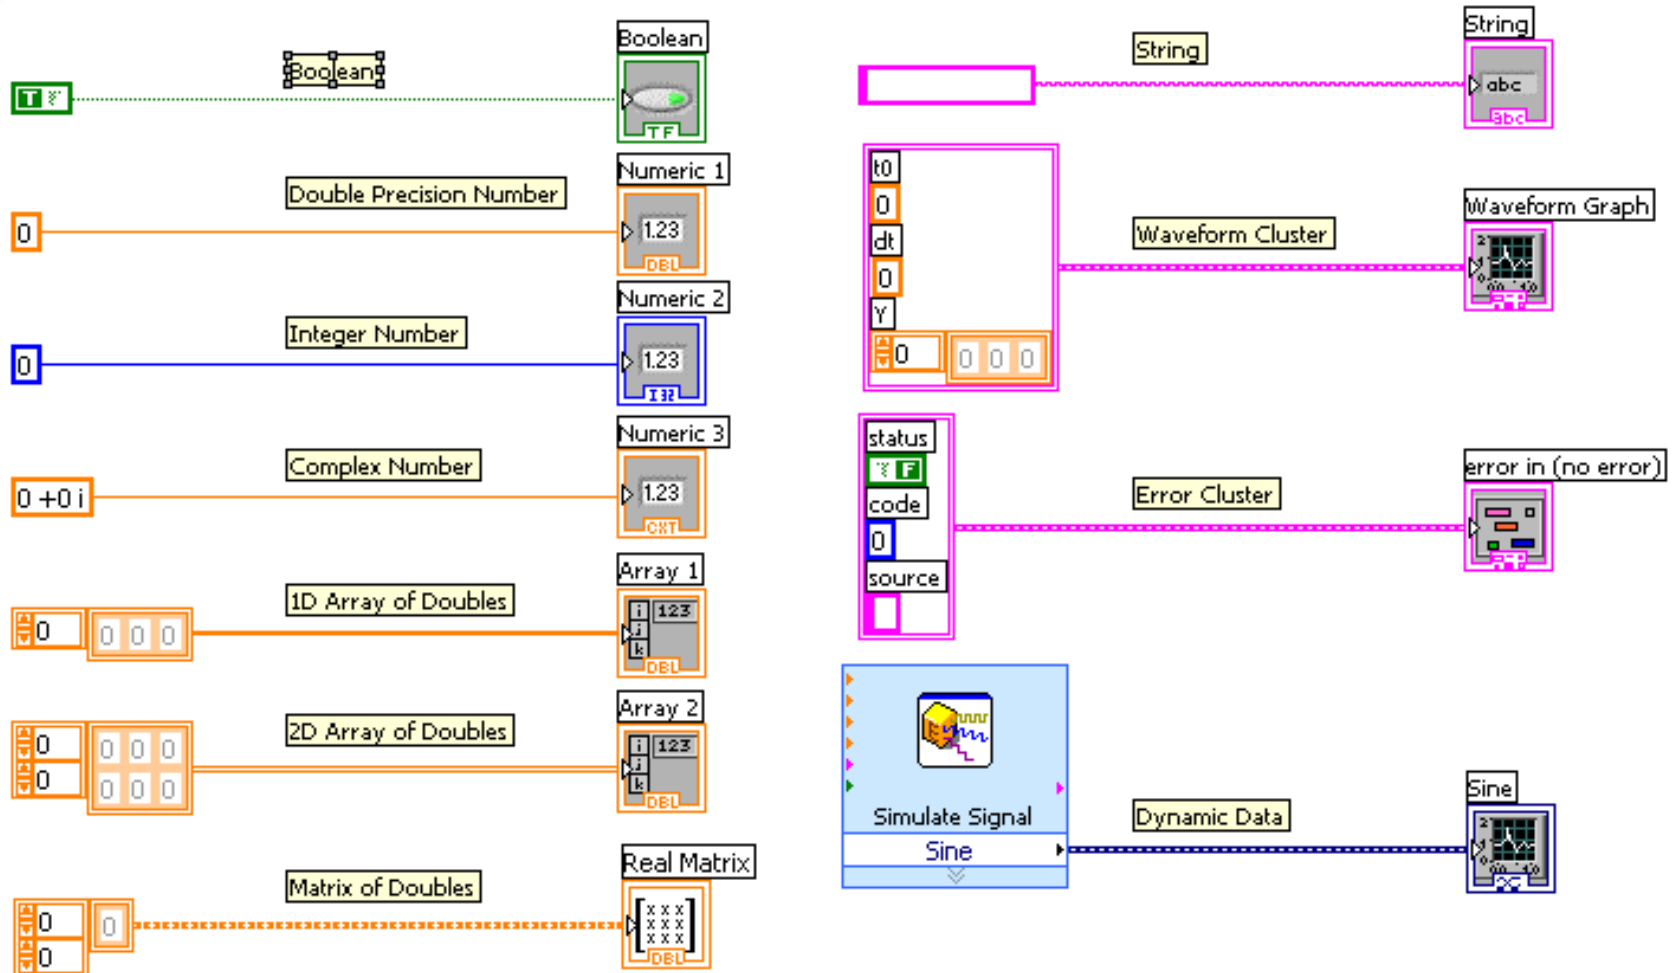 Boolean
Boolean
T
TF
Double Precision Number
Numeric 1
0
1.23
DBL
Integer Number
Numeric 2
0
1.23
I32
Complex Number
Numeric 3
0 +0 i
1.23
CXT
1D Array of Doubles
Array 1
0
0 0 0
i
j
k
123
DBL
2D Array of Doubles
Array 2
0
0
0 0 0
0 0 0
i
j
k
123
DBL
Matrix of Doubles
Real Matrix
0
0
0
x x x
x x x
x x x
DBL
String
String
abc
abc
t0
0
dt
0
Y
0
0 0 0
Waveform Cluster
Waveform Graph
status
F
code
0
source
Error Cluster
error in (no error)
Simulate Signal
Sine
Dynamic Data
Sine